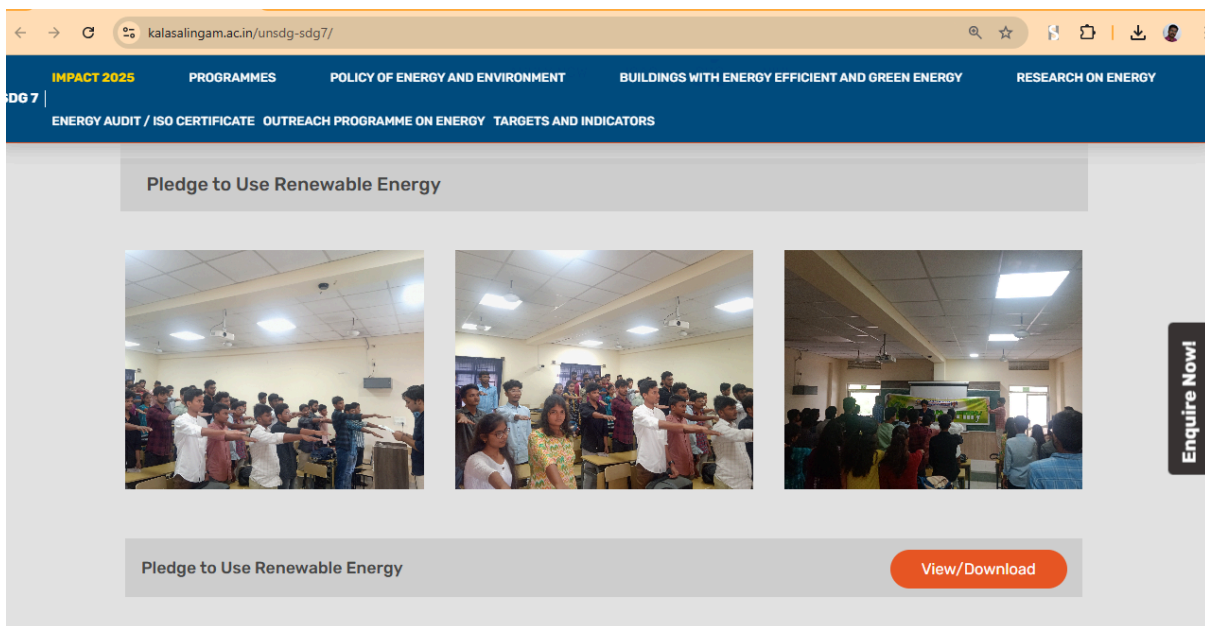 kalasalingam.ac.in/unsdg-sdg7/
IMPACT 2025 PROGRAMMES POLICY OF ENERGY AND ENVIRONMENT BUILDINGS WITH ENERGY EFFICIENT AND GREEN ENERGY RESEARCH ON ENERGY
SDG 7
ENERGY AUDIT / ISO CERTIFICATE OUTREACH PROGRAMME ON ENERGY TARGETS AND INDICATORS
Pledge to Use Renewable Energy
Enquire Now!
Pledge to Use Renewable Energy View/Download